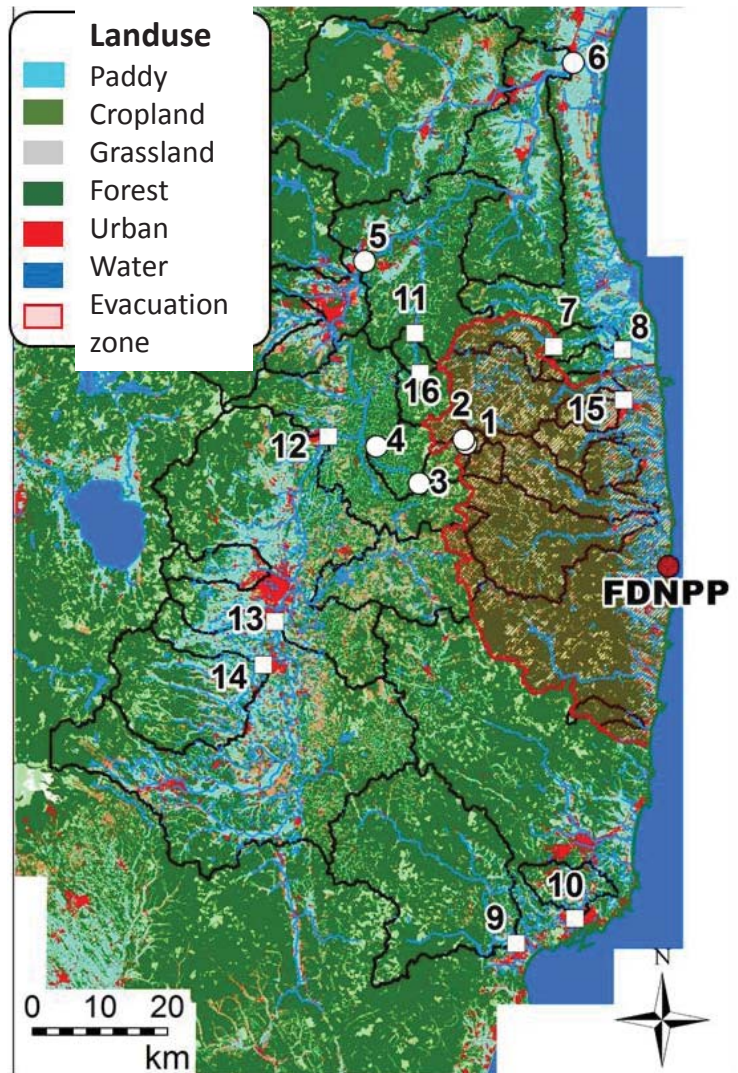 Landuse
Paddy
Cropland
Grassland
Forest
Urban
Water
Evacuation
zone
6
5
11
7
8
16
2
1
15
12
4
3
FDNPP
13
14
10
9
N
0 10 20
km